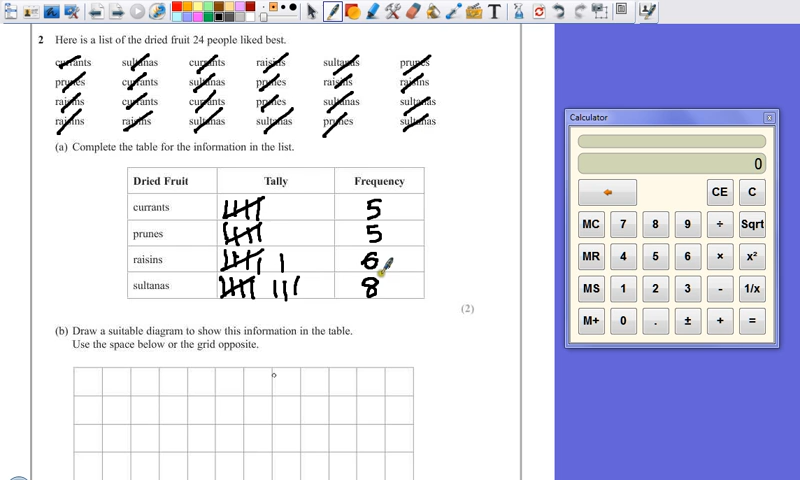 2 Here is a list of the dried fruit 24 people liked best.
currants sultanas currants raisins sultanas prunes
prunes currants sultanas prunes raisins raisins
raisins currants currants prunes sultanas sultanas
raisins raisins sultanas sultanas prunes sultanas
(a) Complete the table for the information in the list.
Dried Fruit Tally Frequency
currants 5
prunes 5
raisins 6
sultanas 8
(2)
(b) Draw a suitable diagram to show this information in the table.
Use the space below or the grid opposite.
Calculator
0
CE C
MC 7 8 9 ÷ Sqrt
MR 4 5 6 × x²
MS 1 2 3 - 1/x
M+ 0 . ± + =